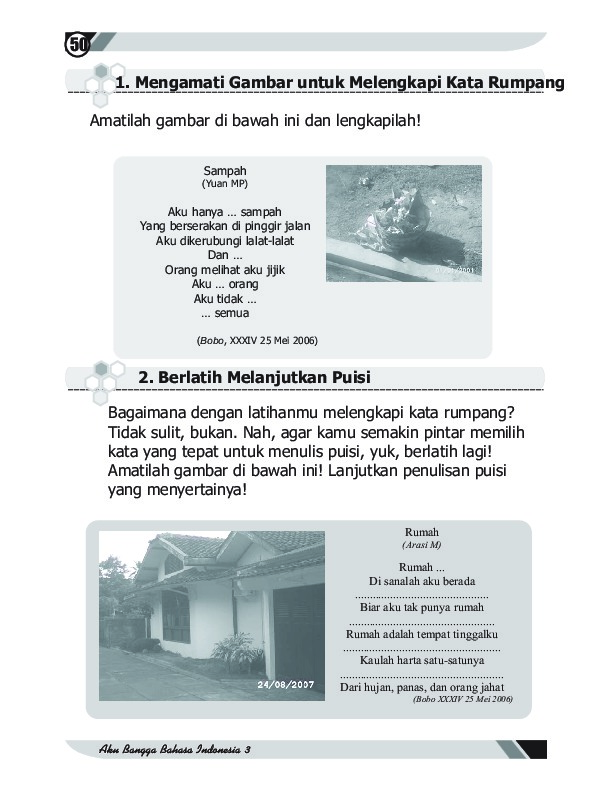 50
1. Mengamati Gambar untuk Melengkapi Kata Rumpang
Amatilah gambar di bawah ini dan lengkapilah!
Sampah
(Yuan MP)
Aku hanya ... sampah
Yang berserakan di pinggir jalan
Aku dikerubungi lalat-lalat
Dan ...
Orang melihat aku jijik
Aku ... orang
Aku tidak ...
... semua
(Bobo, XXXIV 25 Mei 2006)
2. Berlatih Melanjutkan Puisi
Bagaimana dengan latihanmu melengkapi kata rumpang?
Tidak sulit, bukan. Nah, agar kamu semakin pintar memilih
kata yang tepat untuk menulis puisi, yuk, berlatih lagi!
Amatilah gambar di bawah ini! Lanjutkan penulisan puisi
yang menyertainya!
24/08/2007
Rumah
(Arasi M)
Rumah ...
Di sanalah aku berada
...........................................
Biar aku tak punya rumah
...............................................
Rumah adalah tempat tinggalku
...................................................
Kaulah harta satu-satunya
.....................................................
Dari hujan, panas, dan orang jahat
(Bobo XXXIV 25 Mei 2006)
Aku Bangga Bahasa Indonesia 3